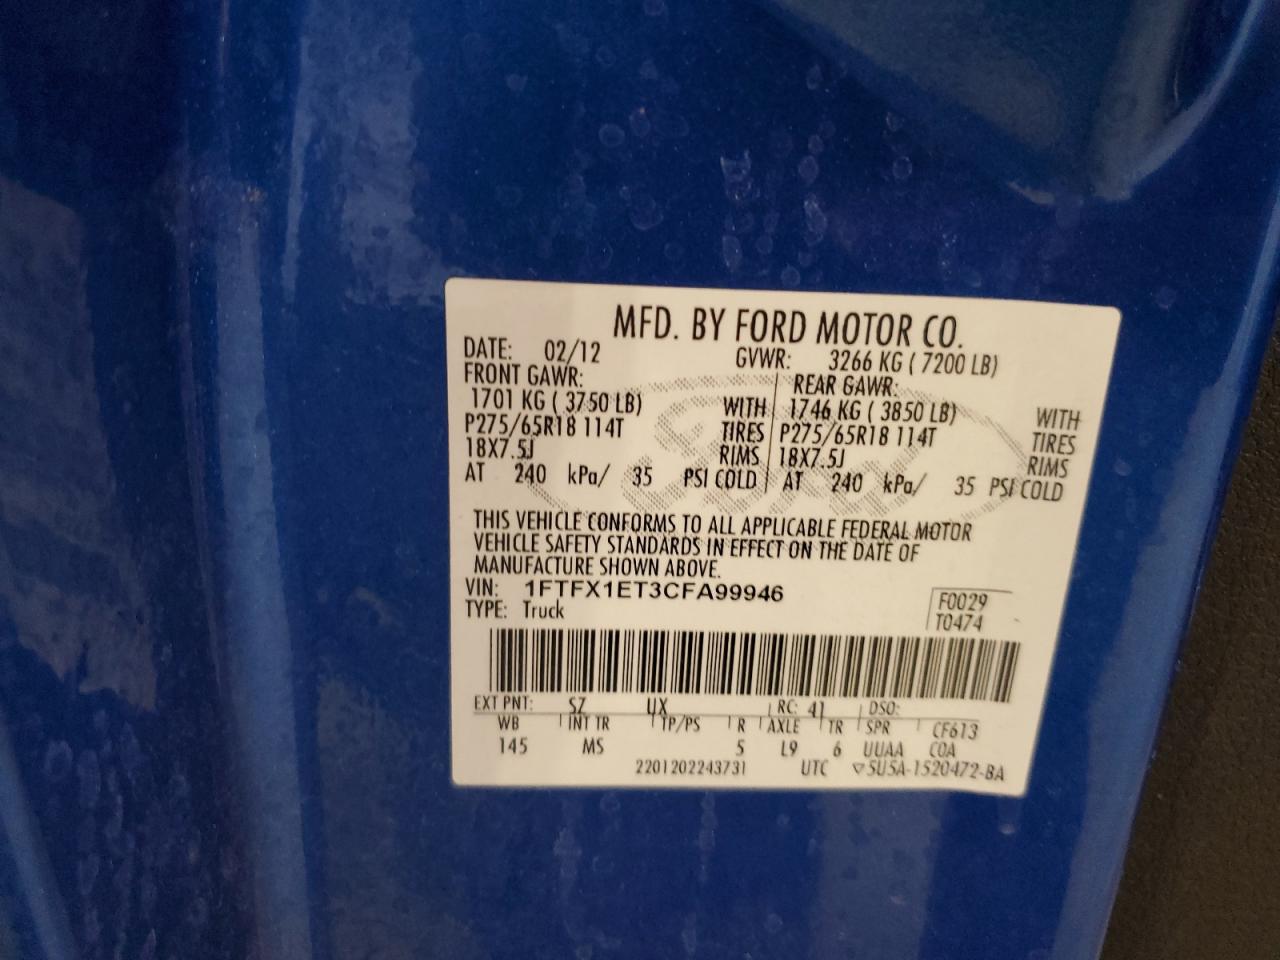 MFD. BY FORD MOTOR CO.
DATE: 02/12 GVWR: 3266 KG ( 7200 LB)
FRONT GAWR: REAR GAWR:
1701 KG ( 3750 LB) WITH 1746 KG ( 3850 LB) WITH
P275/65R18 114T TIRES P275/65R18 114T TIRES
18X7.5J RIMS 18X7.5J RIMS
AT 240 kPa/ 35 PSI COLD AT 240 kPa/ 35 PSI COLD
THIS VEHICLE CONFORMS TO ALL APPLICABLE FEDERAL MOTOR
VEHICLE SAFETY STANDARDS IN EFFECT ON THE DATE OF
MANUFACTURE SHOWN ABOVE.
VIN: 1FTFX1ET3CFA99946
TYPE: Truck
F0029
T0474
EXT PNT: SZ UX RC: 41 DSO:
WB INT TR TP/PS R AXLE TR SPR CF613
145 MS 5 L9 6 UUAA COA
2201202243731 UTC ▽5U5A-1520472-BA
Ford